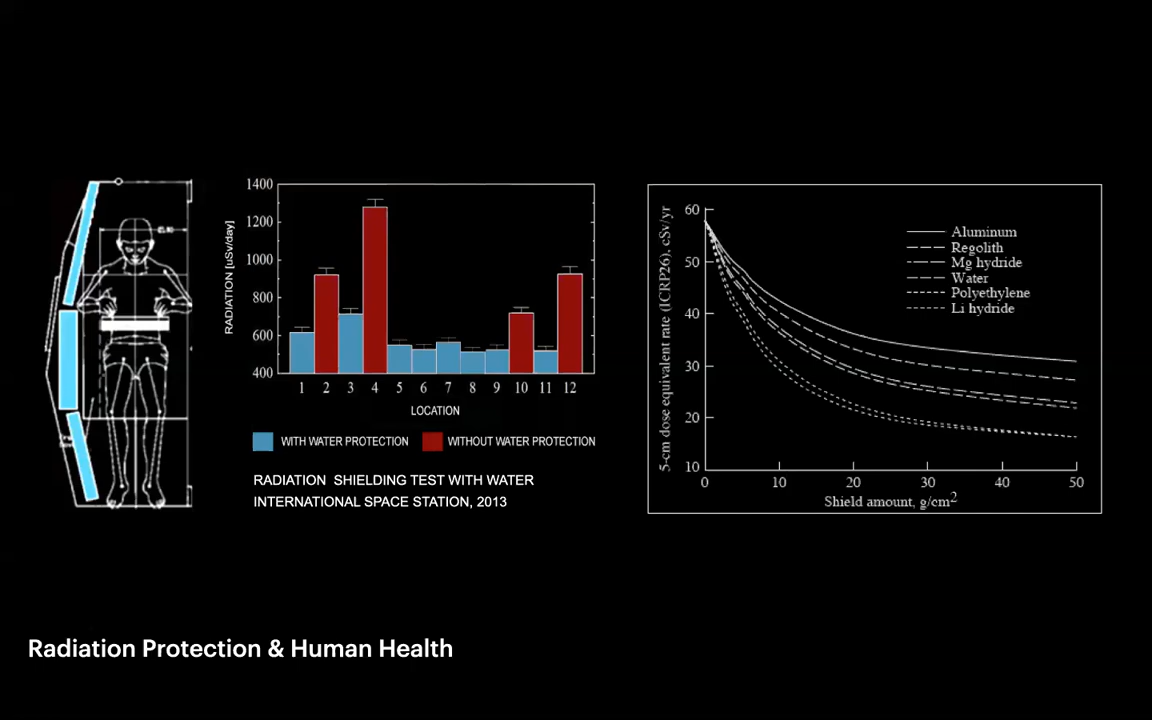 1400
1200
1000
800
600
400
RADIATION [uSv/day]
1 2 3 4 5 6 7 8 9 10 11 12
LOCATION
WITH WATER PROTECTION
WITHOUT WATER PROTECTION
RADIATION SHIELDING TEST WITH WATER
INTERNATIONAL SPACE STATION, 2013
60
50
40
30
20
10
5-cm dose equivalent rate (ICRP26), cSv/yr
Aluminum
Regolith
Mg hydride
Water
Polyethylene
Li hydride
0 10 20 30 40 50
Shield amount, g/cm2
Radiation Protection & Human Health